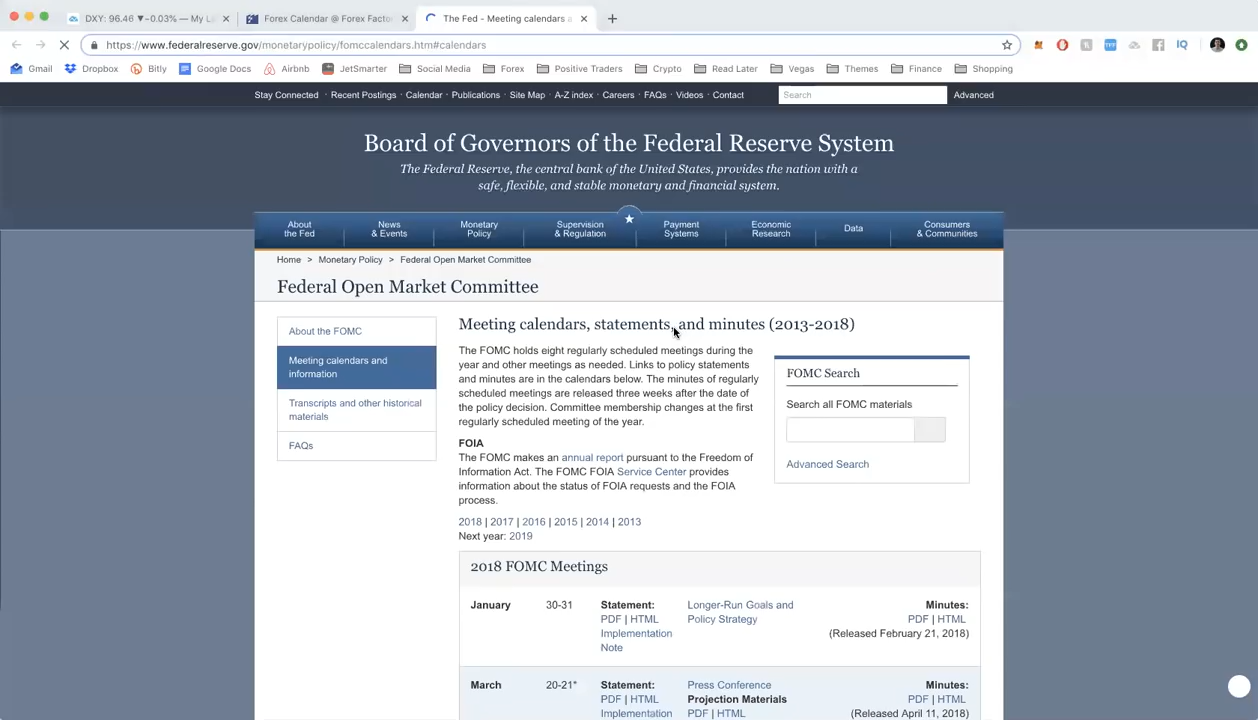 DXY: 96.46 ▼−0.03% — My L
Forex Calendar @ Forex Facto
The Fed - Meeting calendars a
https://www.federalreserve.gov/monetarypolicy/fomccalendars.htm#calendars
Gmail Dropbox Bitly Google Docs Airbnb JetSmarter Social Media Forex Positive Traders Crypto Read Later Vegas Themes Finance Shopping
Stay Connected · Recent Postings · Calendar · Publications · Site Map · A-Z index · Careers · FAQs · Videos · Contact Search Advanced
Board of Governors of the Federal Reserve System
The Federal Reserve, the central bank of the United States, provides the nation with a
safe, flexible, and stable monetary and financial system.
About
the Fed
News
& Events
Monetary
Policy
Supervision
& Regulation
Payment
Systems
Economic
Research
Data
Consumers
& Communities
Home > Monetary Policy > Federal Open Market Committee
Federal Open Market Committee
About the FOMC
Meeting calendars and
information
Transcripts and other historical
materials
FAQs
Meeting calendars, statements, and minutes (2013-2018)
The FOMC holds eight regularly scheduled meetings during the
year and other meetings as needed. Links to policy statements
and minutes are in the calendars below. The minutes of regularly
scheduled meetings are released three weeks after the date of
the policy decision. Committee membership changes at the first
regularly scheduled meeting of the year.
FOIA
The FOMC makes an annual report pursuant to the Freedom of
Information Act. The FOMC FOIA Service Center provides
information about the status of FOIA requests and the FOIA
process.
2018 | 2017 | 2016 | 2015 | 2014 | 2013
Next year: 2019
FOMC Search
Search all FOMC materials
Advanced Search
2018 FOMC Meetings
January 30-31
Statement:
PDF | HTML
Implementation
Note
Longer-Run Goals and
Policy Strategy
Minutes:
PDF | HTML
(Released February 21, 2018)
March 20-21*
Statement:
PDF | HTML
Implementation
Press Conference
Projection Materials
PDF | HTML
Minutes:
PDF | HTML
(Released April 11, 2018)